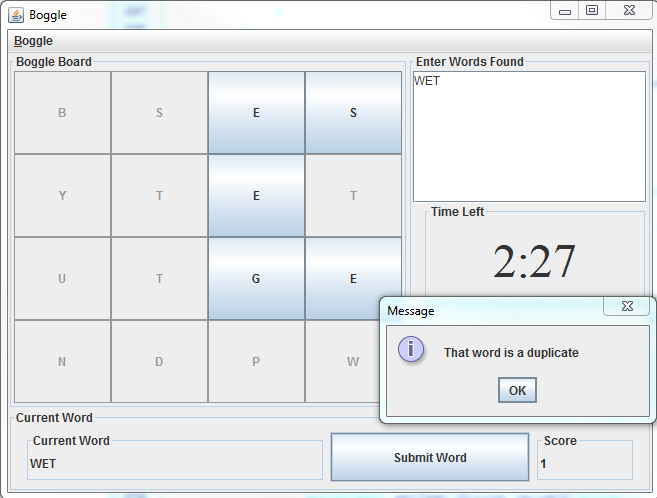 Boggle
Boggle
Boggle Board
B S E S
Y T E T
U T G E
N D P W
Enter Words Found
WET
Time Left
2:27
Message
That word is a duplicate
OK
Current Word
Current Word
WET
Submit Word
Score
1